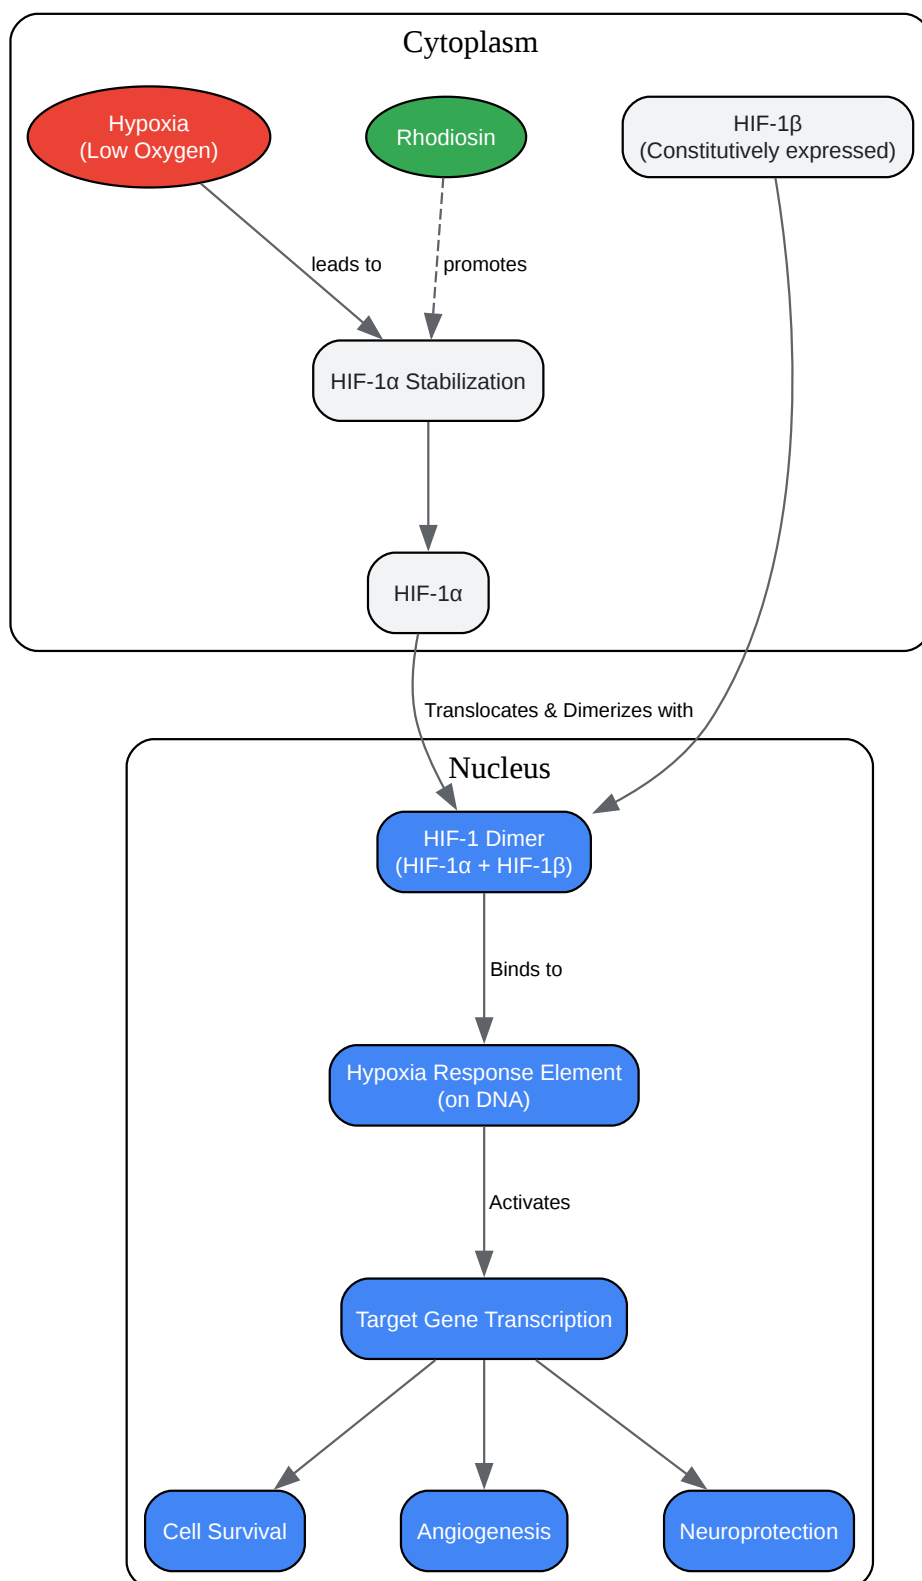 Cytoplasm
Hypoxia
(Low Oxygen)
Rhodiosin
HIF-1β
(Constitutively expressed)
leads to
promotes
HIF-1α Stabilization
HIF-1α
Translocates & Dimerizes with
Nucleus
HIF-1 Dimer
(HIF-1α + HIF-1β)
Binds to
Hypoxia Response Element
(on DNA)
Activates
Target Gene Transcription
Cell Survival
Angiogenesis
Neuroprotection